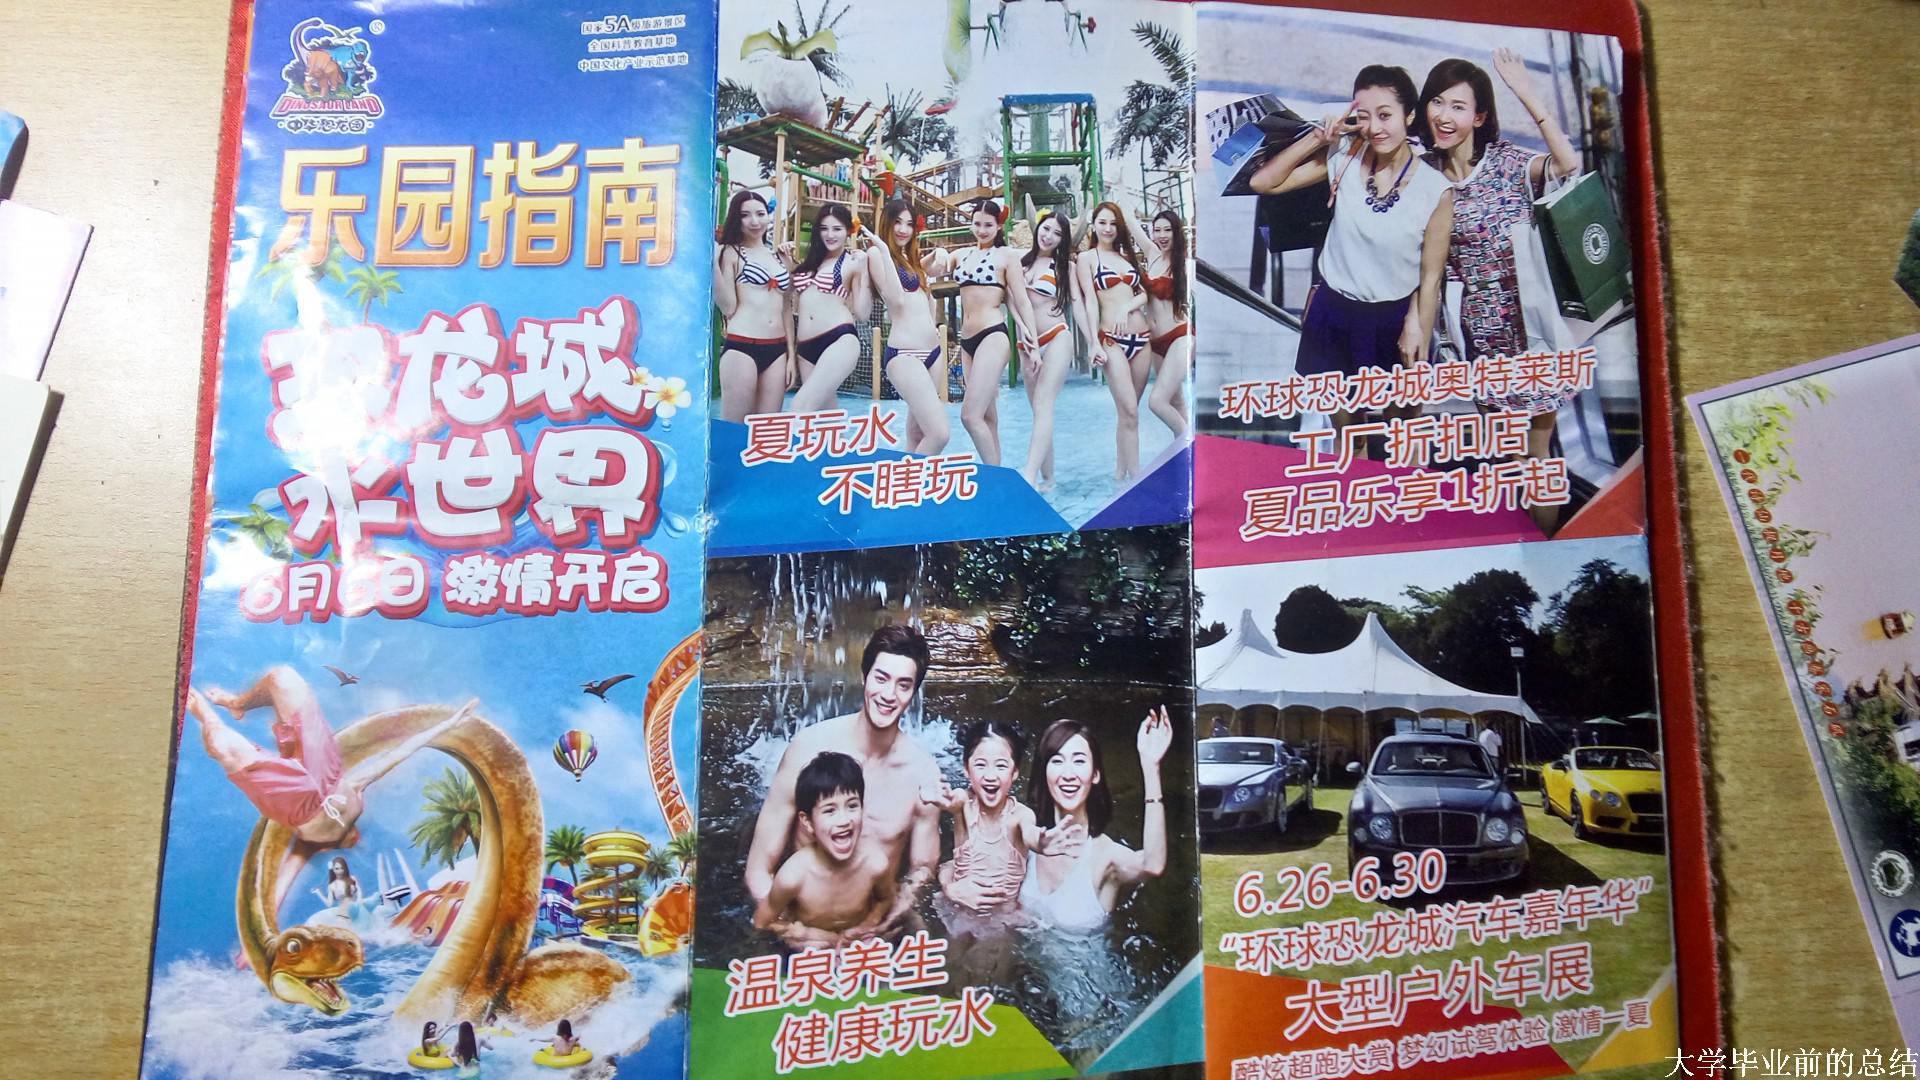 国家5A级旅游景区
全国科普教育基地
中国文化产业示范基地
DINOSAUR LAND
中华恐龙园
乐园指南
恐龙城
水世界
6月6日 激情开启
夏玩水
不瞎玩
温泉养生
健康玩水
环球恐龙城奥特莱斯
工厂折扣店
夏品乐享1折起
6.26-6.30
“环球恐龙城汽车嘉年华”
大型户外车展
酷炫超跑大赏 梦幻试驾体验 激情一夏
大学毕业前的总结